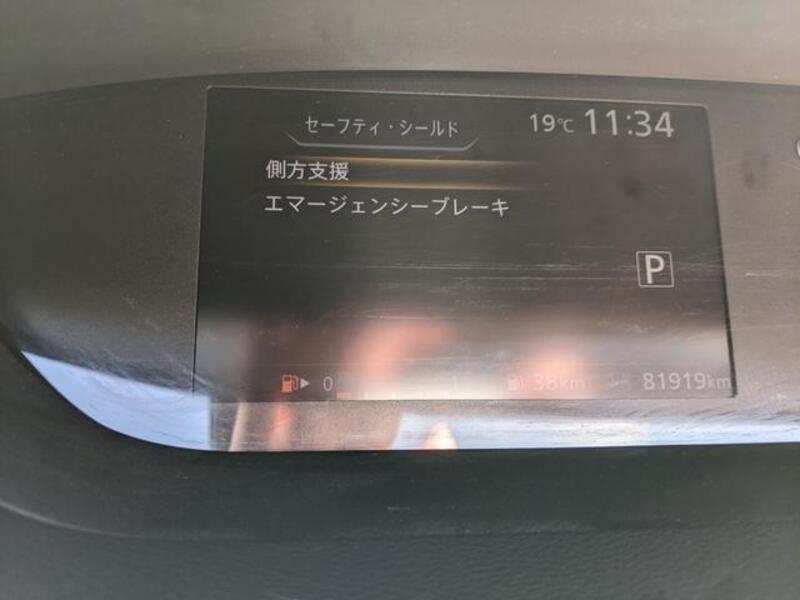 セーフティ・シールド
19℃ 11:34
側方支援
エマージェンシーブレーキ
P
0 1 38km 81919km